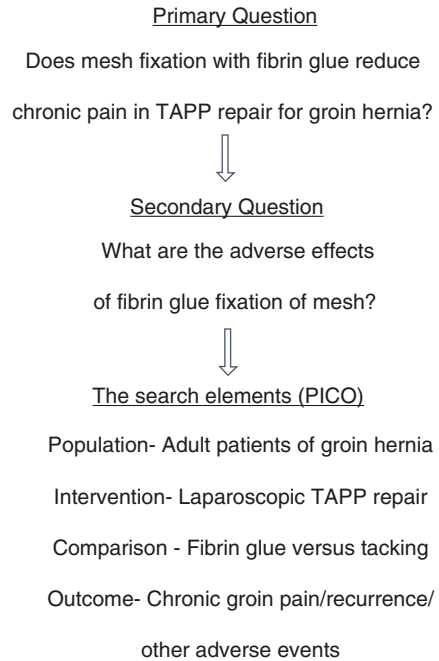 Primary Question
Does mesh fixation with fibrin glue reduce
chronic pain in TAPP repair for groin hernia?
Secondary Question
What are the adverse effects
of fibrin glue fixation of mesh?
The search elements (PICO)
Population- Adult patients of groin hernia
Intervention- Laparoscopic TAPP repair
Comparison - Fibrin glue versus tacking
Outcome- Chronic groin pain/recurrence/
other adverse events